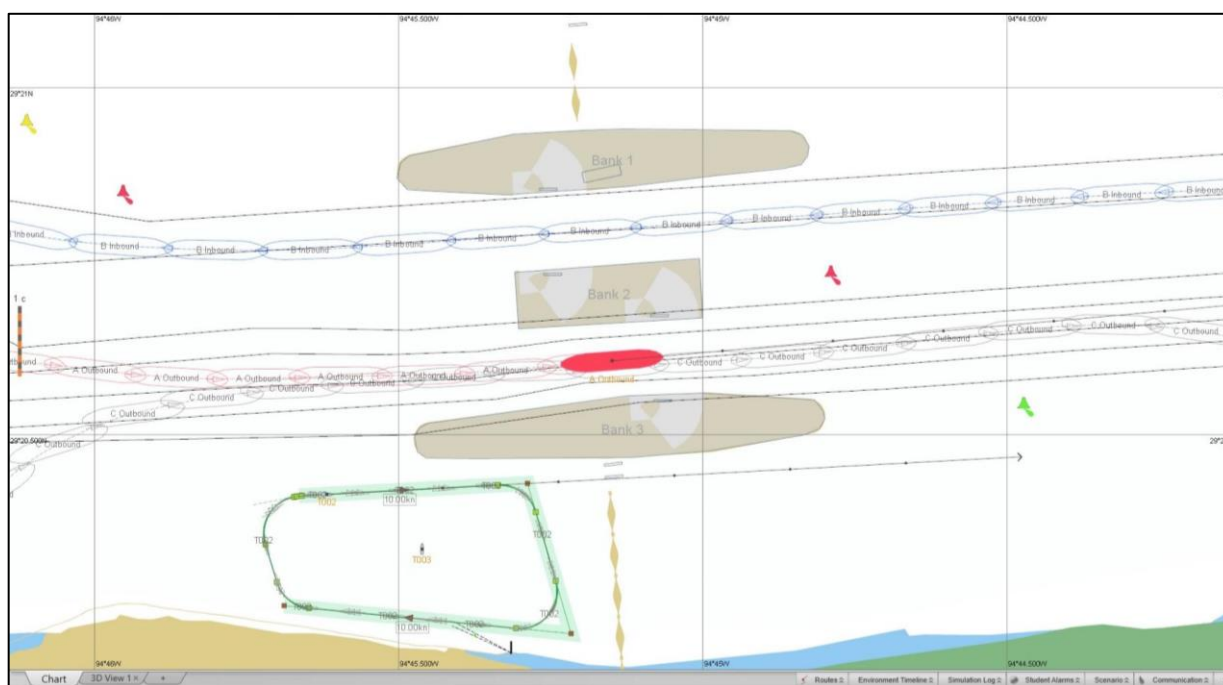 94°46W 94°45.500W 94°45W 94°44.500W
29°21N
Bank 1
B Inbound B Inbound B Inbound B Inbound
B Inbound B Inbound B Inbound B Inbound
B Inbound B Inbound B Inbound B Inbound
Bank 2
1 c
C Outbound C Outbound C Outbound
C Outbound C Outbound C Outbound
A Outbound A Outbound A Outbound A Outbound A Outbound
A Outbound
C Outbound
C Outbound
C Outbound
Bank 3
29°20.500N
T002
10.00kn
T002
T002
T002
T003
T002
T002
T002
10.00kn
94°46W 94°45.500W 94°45W 94°44.500W
Chart 3D View 1 × +
Routes Environment Timeline Simulation Log Student Alarms Scenario Communication